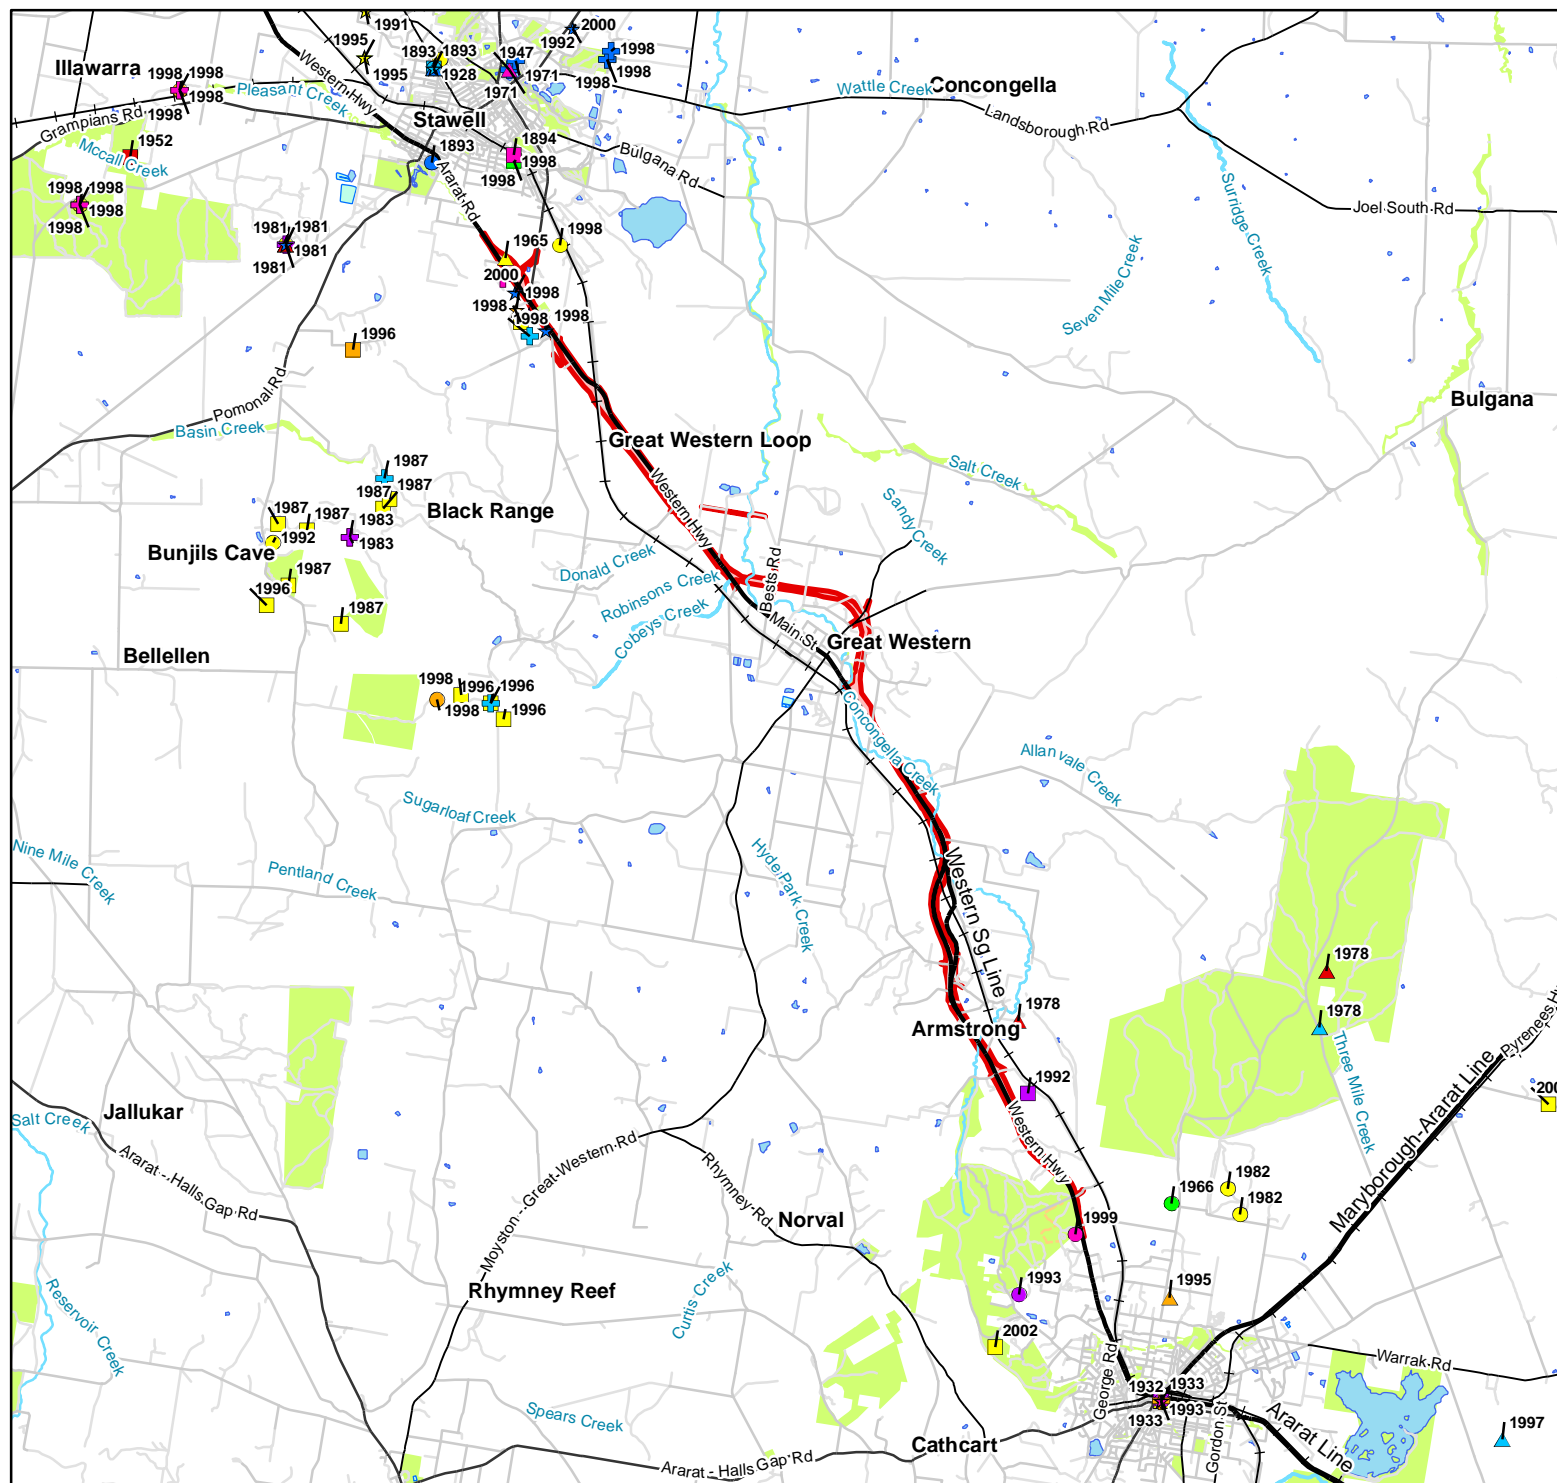 1991
2000
1995
1893
1893
1947
1992
1998
Illawarra
Western Hwy
1995
1928
1971
1998
1998
1998
1998
1998
1971
1998
Pleasant Creek
Wattle Creek
Concongella
Grampians Rd
Stawell
Landsborough Rd
1952
1893
1894
1998
1998
Bulgana Rd
Mccall Creek
Ararat Rd
1998
1998
1998
1998
Surridge Creek
Joel South Rd
1981
1981
1981
1981
1965
1998
Seven Mile Creek
2000
1998
1998
1998
1998
1996
Pomonal Rd
Bulgana
Basin Creek
Great Western Loop
Salt Creek
1987
1987
1987
Western Hwy
Sandy Creek
Black Range
1987
1987
1983
1983
1992
Bunjils Cave
Donald Creek
Bests Rd
1987
1996
1987
Robinsons Creek
Cobeys Creek
Main St
Great Western
Bellellen
1998
1996
1996
1998
1996
Concongella Creek
Allanvale Creek
Sugarloaf Creek
Nine Mile Creek
Pentland Creek
Hyde Park Creek
Western Sg Line
1978
1978
1978
Armstrong
Three Mile Creek
Pyrenees H
1992
200
Jallukar
Salt Creek
Western Hwy
Maryborough-Ararat Line
Ararat - Halls Gap Rd
Moyston - Great Western Rd
Rhymney Rd
1982
1966
1982
Norval
1999
1993
1995
Rhymney Reef
Reservoir Creek
Curtis Creek
2002
George Rd
Warrak Rd
1932
1933
1993
1933
Spears Creek
Gordon St
Ararat Line
1997
Cathcart
Ararat - Halls Gap Rd